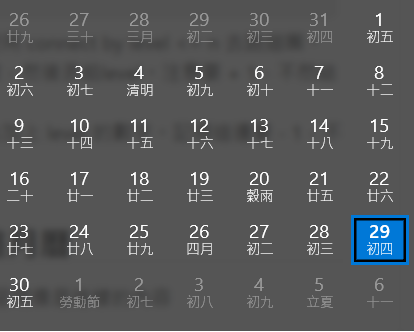 26 27 28 29 30 31 1
廿九 三十 三月 初二 初三 初四 初五
2 3 4 5 6 7 8
初六 初七 清明 初九 初十 十一 十二
9 10 11 12 13 14 15
十三 十四 十五 十六 十七 十八 十九
16 17 18 19 20 21 22
二十 廿一 廿二 廿三 穀雨 廿五 廿六
23 24 25 26 27 28 29
廿七 廿八 廿九 四月 初二 初三 初四
30 1 2 3 4 5 6
初五 勞動節 初七 初八 初九 立夏 十一